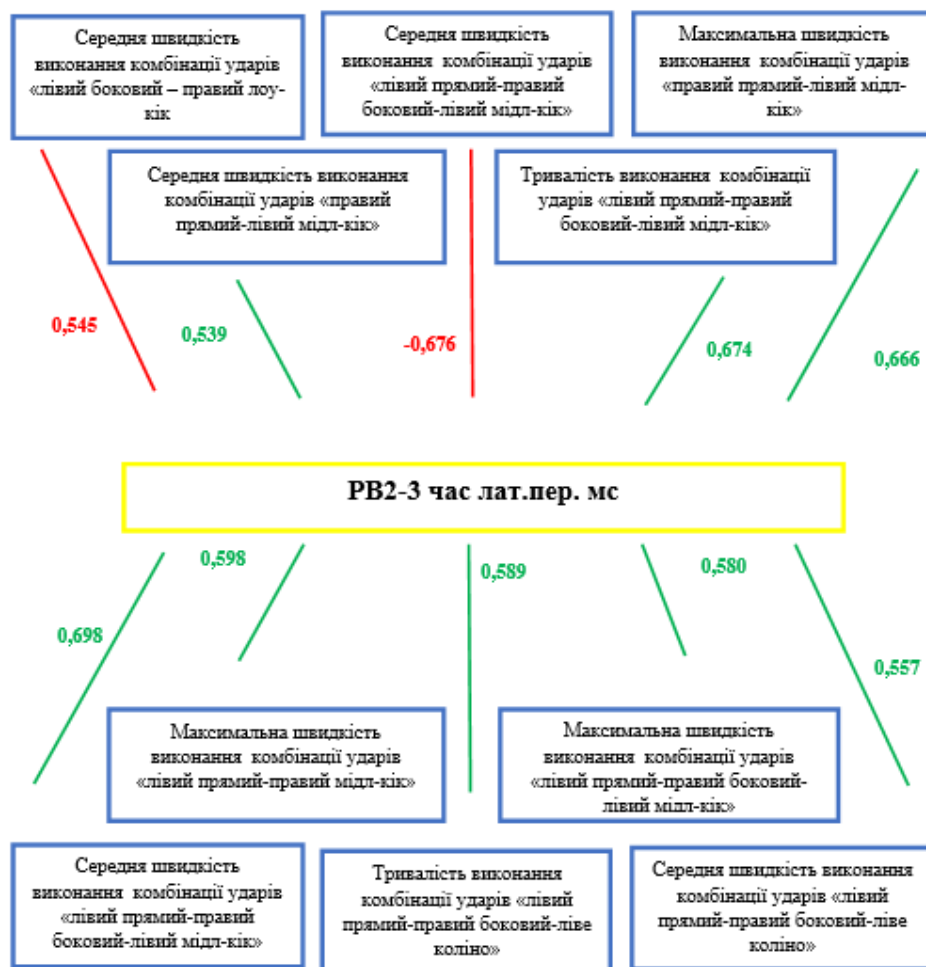 Середня швидкість
виконання комбінації ударів
«лівий боковий – правий лоу-
кік
Середня швидкість
виконання комбінації ударів
«лівий прямий-правий
боковий-лівий мідл-кік»
Максимальна швидкість
виконання комбінації ударів
«правий прямий-лівий мідл-
кік»
Середня швидкість виконання
комбінації ударів «правий
прямий-лівий мідл-кік»
Тривалість виконання комбінації
ударів «лівий прямий-правий
боковий-лівий мідл-кік»
0,545
0,539
-0,676
0,674
0,666
РВ2-3 час лат.пер. мс
0,598
0,589
0,580
0,698
0,557
Максимальна швидкість
виконання комбінації ударів
«лівий прямий-правий мідл-кік»
Максимальна швидкість
виконання комбінації ударів
«лівий прямий-правий боковий-
лівий мідл-кік»
Середня швидкість
виконання комбінації ударів
«лівий прямий-правий
боковий-лівий мідл-кік»
Тривалість виконання
комбінації ударів «лівий
прямий-правий боковий-ліве
коліно»
Середня швидкість виконання
комбінації ударів «лівий
прямий-правий боковий-ліве
коліно»